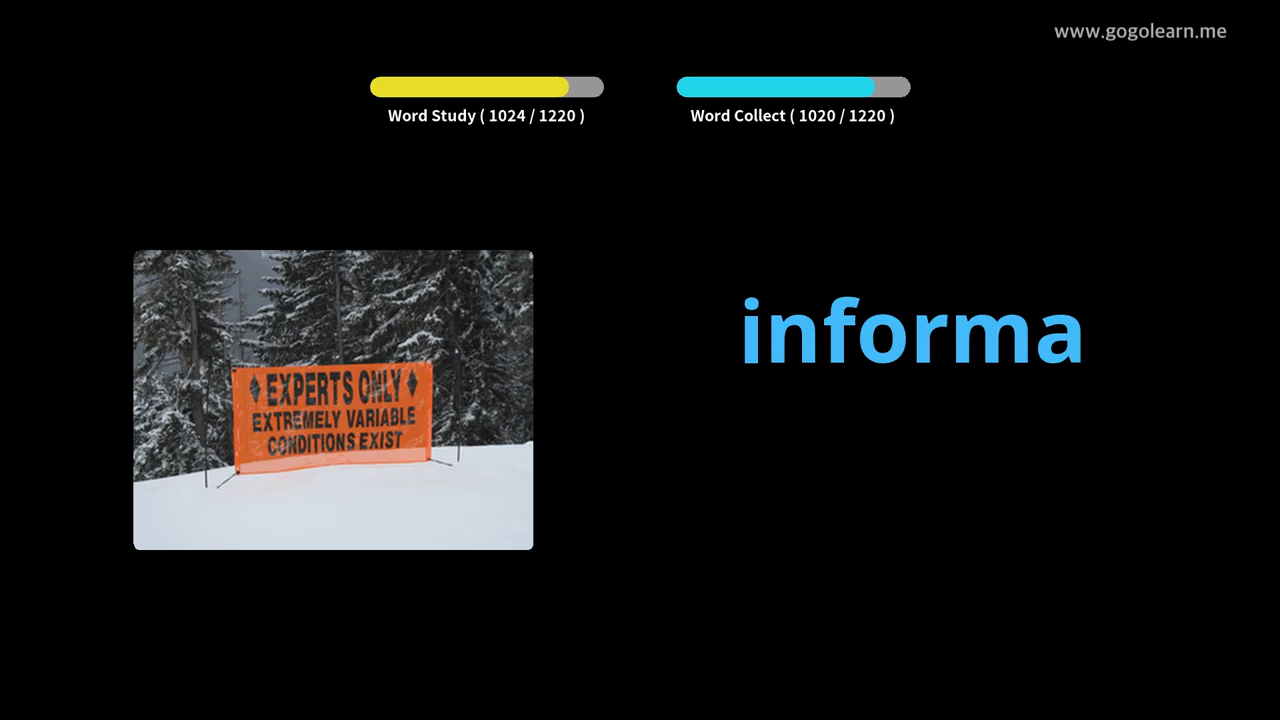 www.gogolearn.me
Word Study ( 1024 / 1220 )
Word Collect ( 1020 / 1220 )
EXPERTS ONLY
EXTREMELY VARIABLE
CONDITIONS EXIST
informa